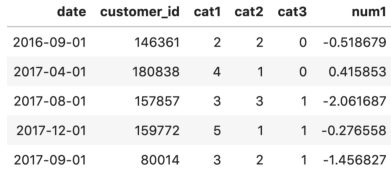 date customer_id cat1 cat2 cat3 num1
2016-09-01 146361 2 2 0 -0.518679
2017-04-01 180838 4 1 0 0.415853
2017-08-01 157857 3 3 1 -2.061687
2017-12-01 159772 5 1 1 -0.276558
2017-09-01 80014 3 2 1 -1.456827